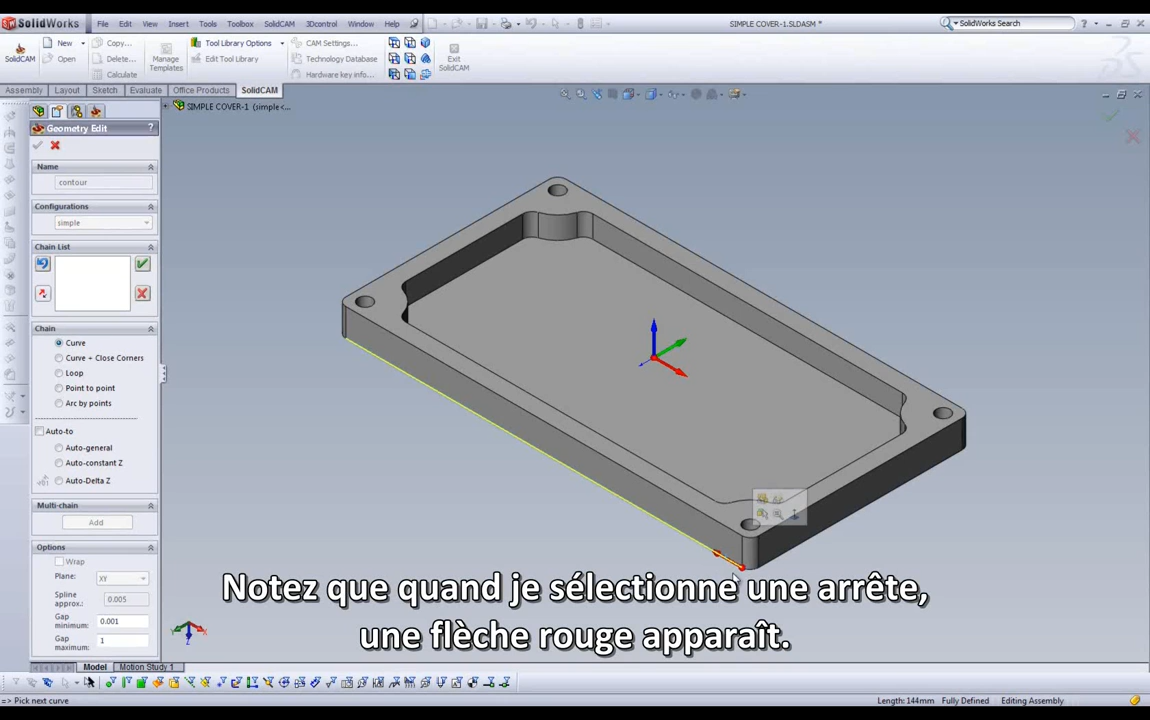 SolidWorks File Edit View Insert Tools Toolbox SolidCAM 3Dcontrol Window Help SIMPLE COVER-1.SLDASM * SolidWorks Search
SolidCAM New Copy... Manage Templates Tool Library Options CAM Settings... Exit SolidCAM
Open Delete... Edit Tool Library Technology Database
Calculate Hardware key info...
Assembly Layout Sketch Evaluate Office Products SolidCAM
SIMPLE COVER-1 (simple<...
Geometry Edit ?
Name
contour
Configurations
simple
Chain List
Chain
Curve
Curve + Close Corners
Loop
Point to point
Arc by points
Auto-to
Auto-general
Auto-constant Z
Auto-Delta Z
Multi-chain
Add
Options
Wrap
Plane: XY
Spline approx.: 0.005
Gap minimum: 0.001
Gap maximum: 1
Notez que quand je sélectionne une arrête,
une flèche rouge apparaît.
Model Motion Study 1
=> Pick next curve Length: 144mm Fully Defined Editing Assembly